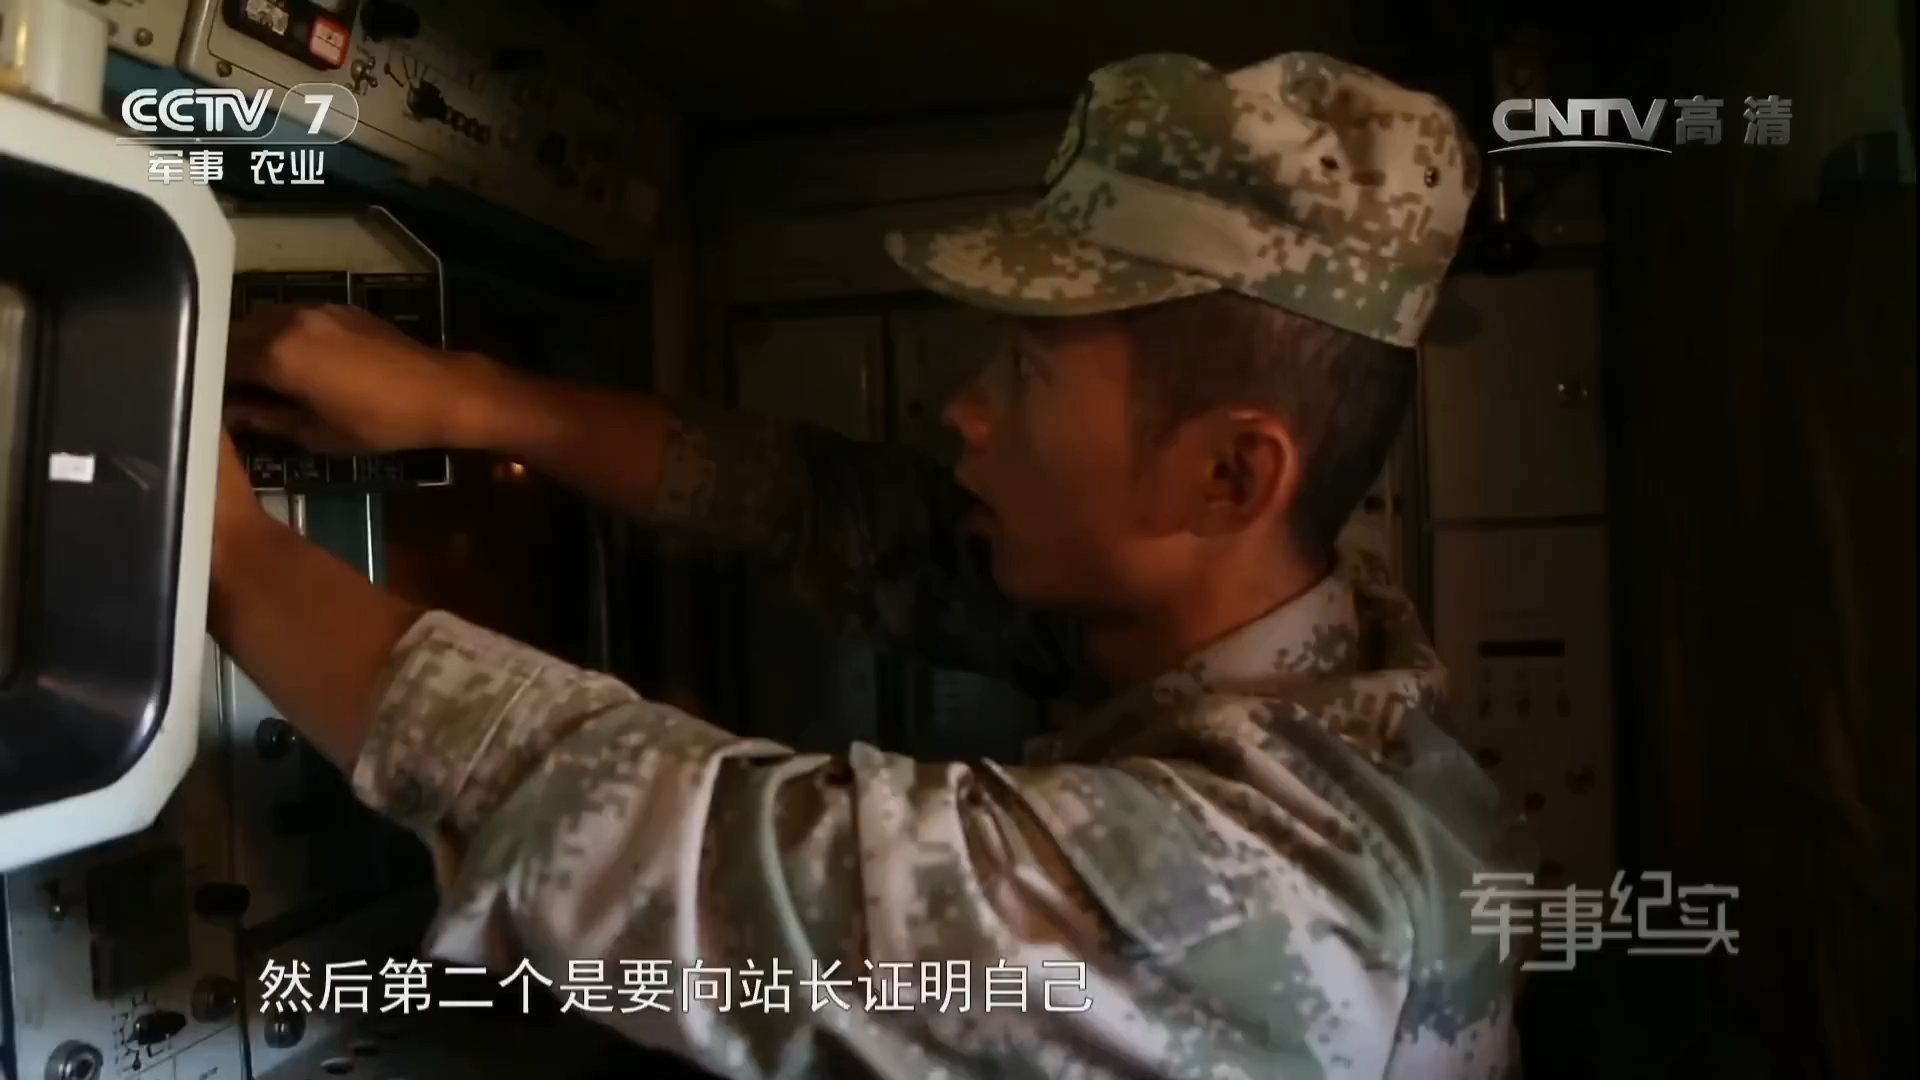 CCTV 7
军事 农业
CNTV高清
军事纪实
然后第二个是要向站长证明自己